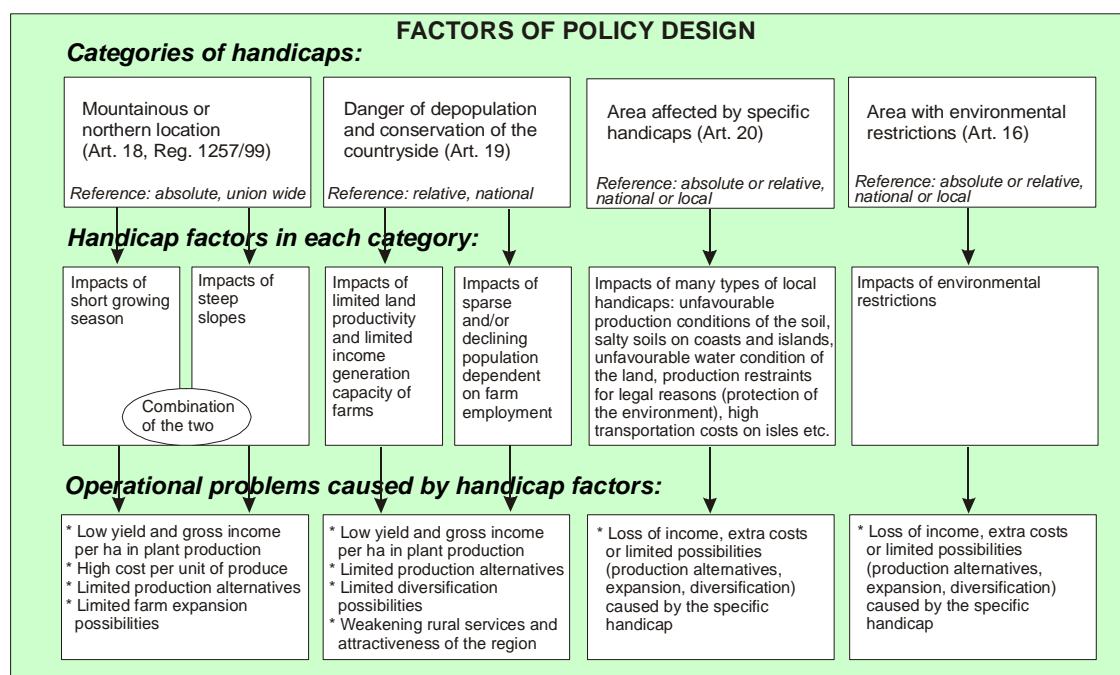 FACTORS OF POLICY DESIGN
Categories of handicaps:
Mountainous or
northern location
(Art. 18, Reg. 1257/99)
Reference: absolute, union wide
Danger of depopulation
and conservation of the
countryside (Art. 19)
Reference: relative, national
Area affected by specific
handicaps (Art. 20)
Reference: absolute or relative,
national or local
Area with environmental
restrictions (Art. 16)
Reference: absolute or relative,
national or local
Handicap factors in each category:
Impacts of
short growing
season
Impacts of
steep
slopes
Combination
of the two
Impacts of
limited land
productivity
and limited
income
generation
capacity of
farms
Impacts of
sparse
and/or
declining
population
dependent
on farm
employment
Impacts of many types of local
handicaps: unfavourable
production conditions of the soil,
salty soils on coasts and islands,
unfavourable water condition of
the land, production restraints
for legal reasons (protection of
the environment), high
transportation costs on isles etc.
Impacts of environmental
restrictions
Operational problems caused by handicap factors:
* Low yield and gross income
per ha in plant production
* High cost per unit of produce
* Limited production alternatives
* Limited farm expansion
possibilities
* Low yield and gross income
per ha in plant production
* Limited production alternatives
* Limited diversification
possibilities
* Weakening rural services and
attractiveness of the region
* Loss of income, extra costs
or limited possibilities
(production alternatives,
expansion, diversification)
caused by the specific
handicap
* Loss of income, extra costs
or limited possibilities
(production alternatives,
expansion, diversification)
caused by the specific
handicap